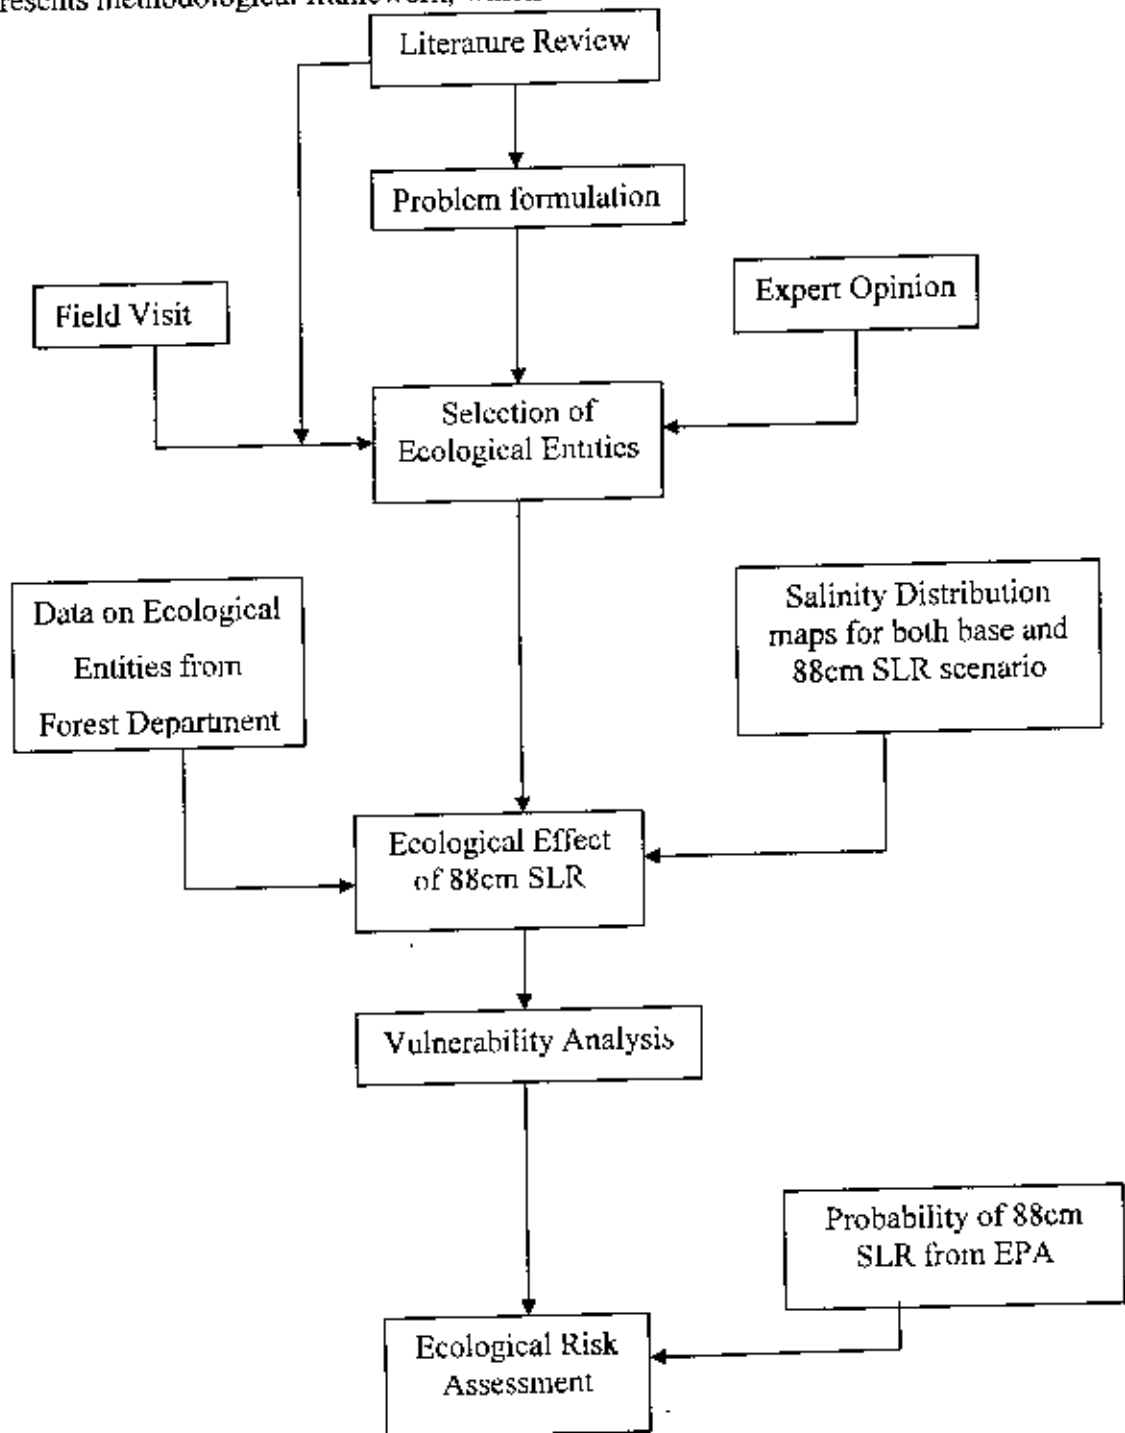 Literature Review
Problem formulation
Field Visit
Expert Opinion
Selection of
Ecological Entities
Data on Ecological
Entities from
Forest Department
Salinity Distribution
maps for both base and
88cm SLR scenario
Ecological Effect
of 88cm SLR
Vulnerability Analysis
Probability of 88cm
SLR from EPA
Ecological Risk
Assessment